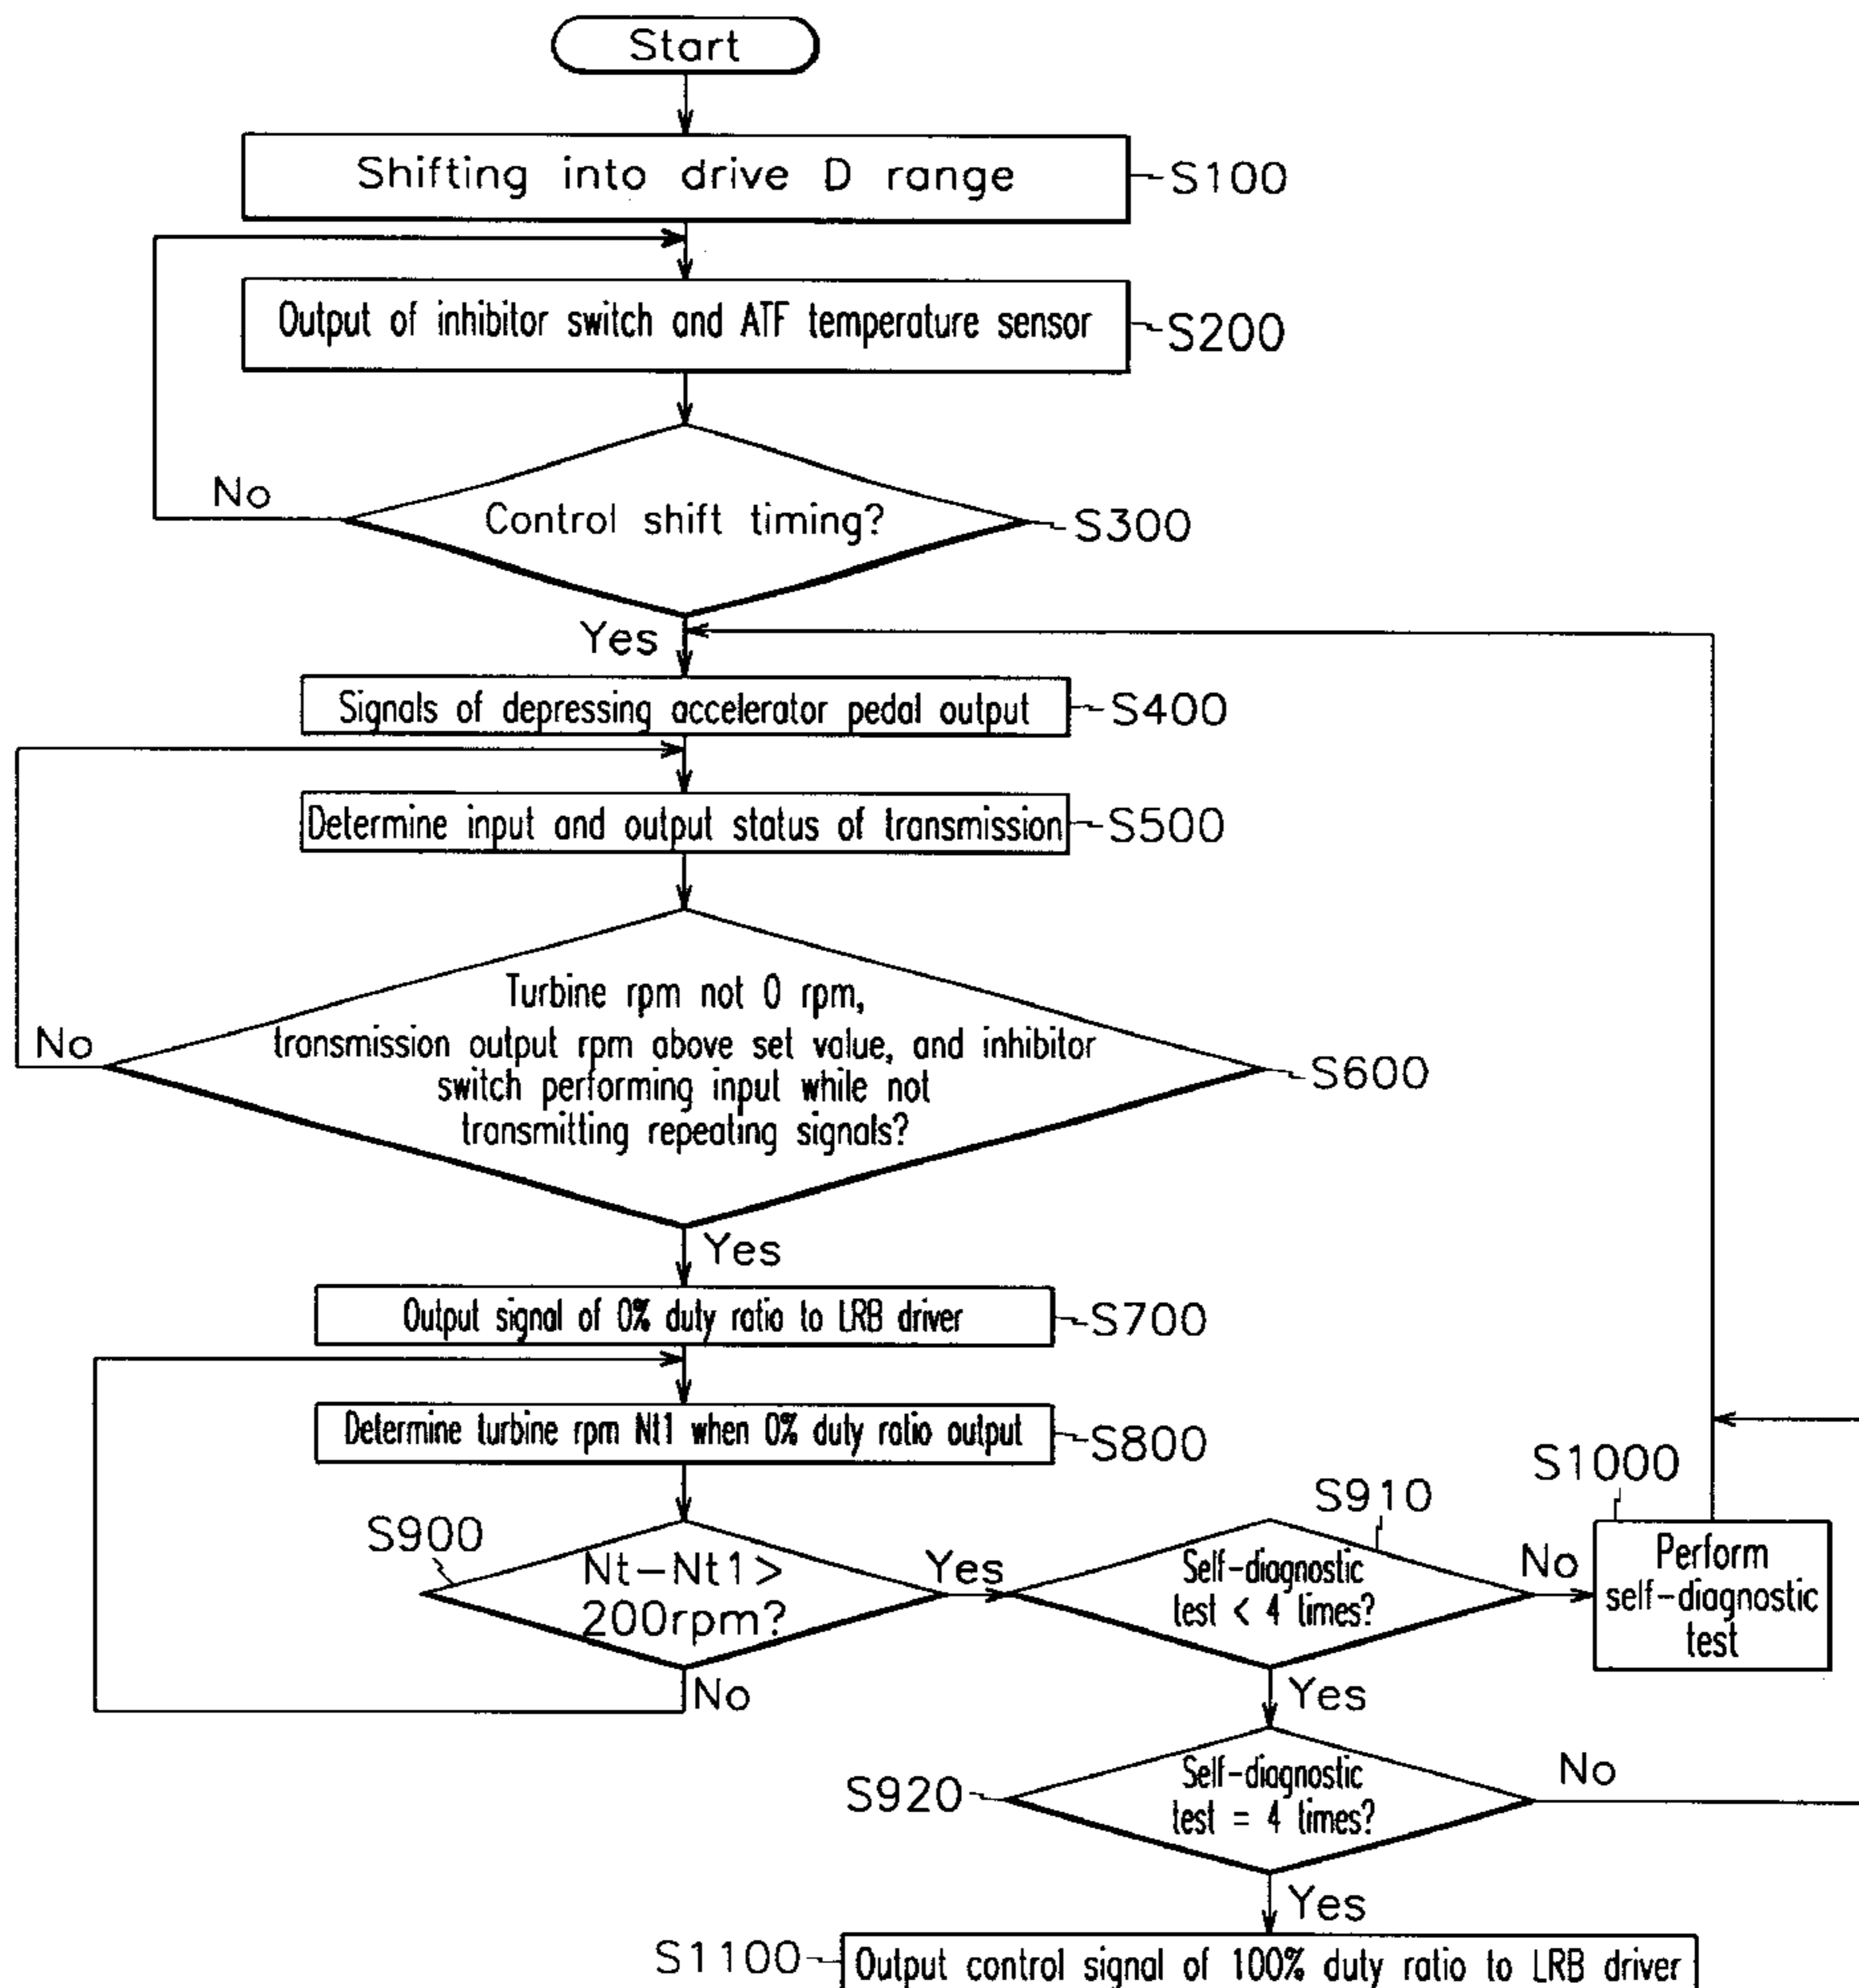 Start
Shifting into drive D range
S100
Output of inhibitor switch and ATF temperature sensor
S200
No
Control shift timing?
S300
Yes
Signals of depressing accelerator pedal output
S400
Determine input and output status of transmission
S500
Turbine rpm not 0 rpm,
No
transmission output rpm above set value, and inhibitor
switch performing input while not
transmitting repeating signals?
S600
Yes
Output signal of 0% duty ratio to LRB driver
S700
Determine turbine rpm Nt1 when 0% duty ratio output
S800
S900
Nt-Nt1>
200rpm?
Yes
No
S910
Self-diagnostic
test < 4 times?
No
S1000
Perform
self-diagnostic
test
Yes
S920
Self-diagnostic
test = 4 times?
No
Yes
S1100
Output control signal of 100% duty ratio to LRB driver